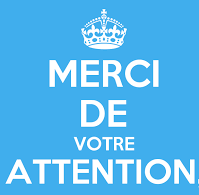 MERCI
DE
VOTRE
ATTENTION.